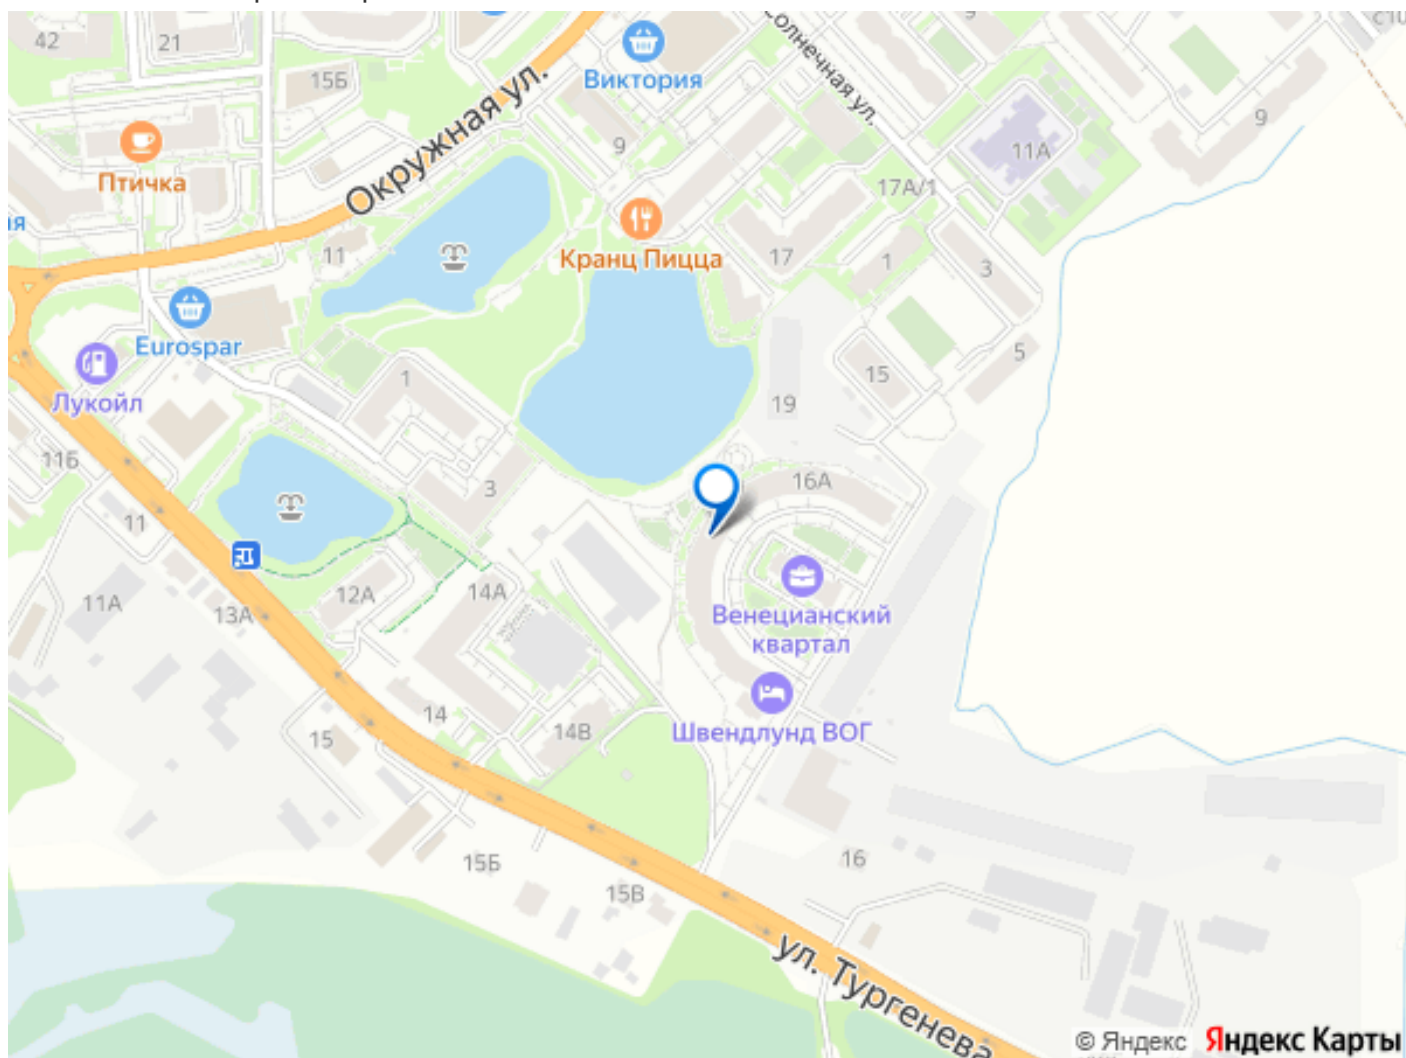 42
21
15Б
Виктория
Солнечная ул.
9
Окружная ул.
9
9
11А
Птичка
17А/1
ая
11
Кранц Пицца
17
1
3
Eurospar
5
1
15
Лукойл
19
11Б
3
16А
11
11А
13А
12А
14А
Венецианский
квартал
14
15
14В
Швендлунд ВОГ
15Б
15В
16
ул. Тургенева
© Яндекс
Яндекс Карты